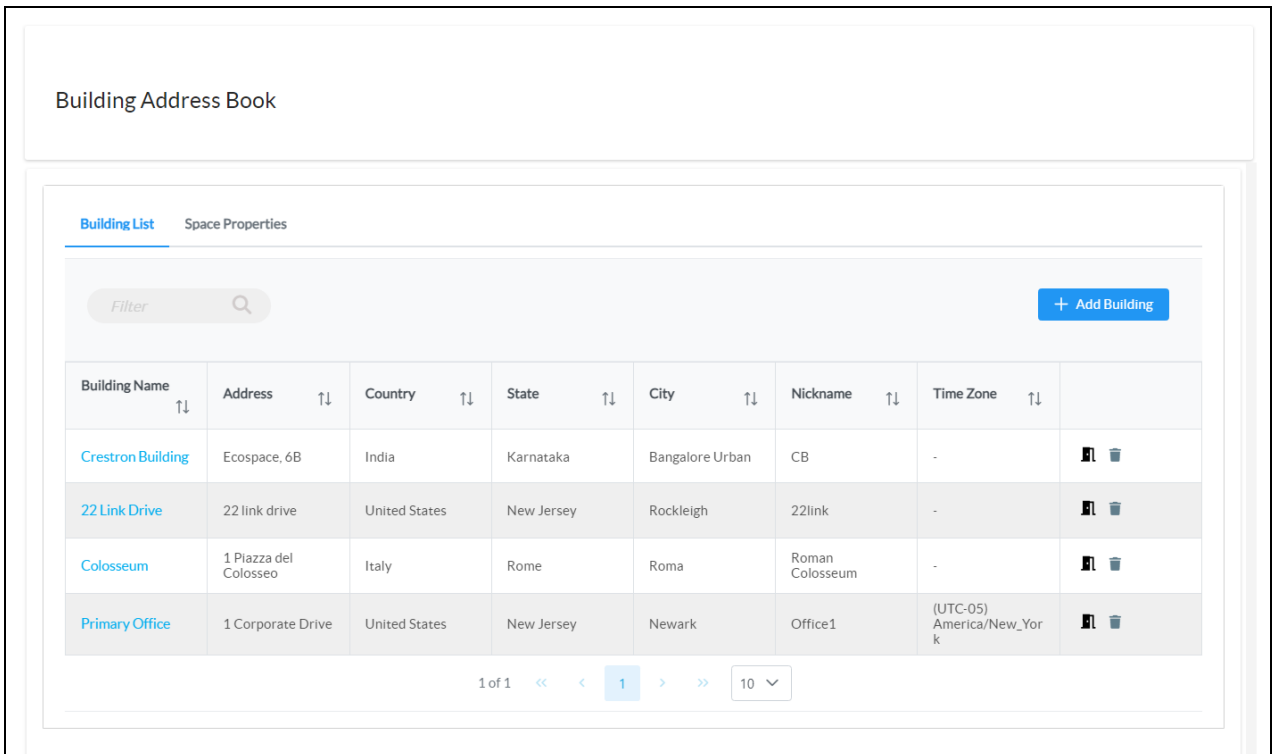 Building Address Book
Building List Space Properties
Filter
+ Add Building
Building Name Address Country State City Nickname Time Zone
Crestron Building Ecospace, 6B India Karnataka Bangalore Urban CB -
22 Link Drive 22 link drive United States New Jersey Rockleigh 22link -
Colosseum 1 Piazza del Colosseo Italy Rome Roma Roman Colosseum -
Primary Office 1 Corporate Drive United States New Jersey Newark Office1 (UTC-05) America/New_York
1 of 1 « ‹ 1 › » 10